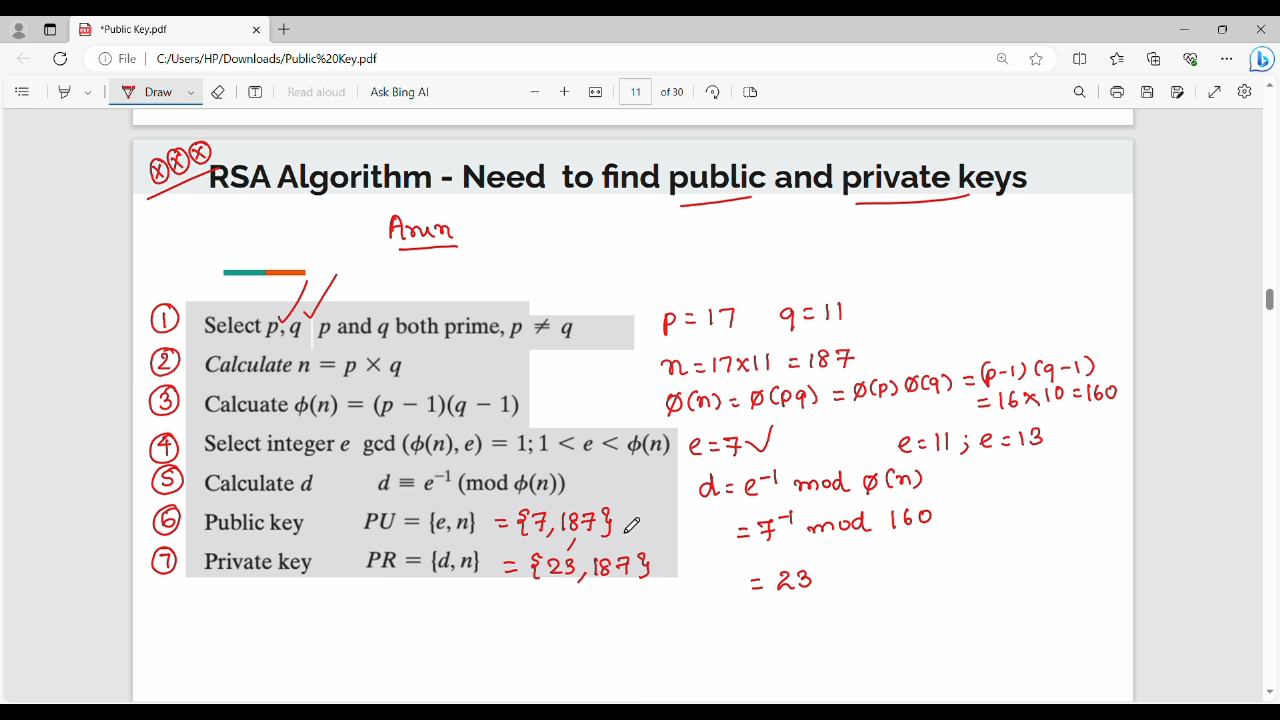 *Public Key.pdf
File C:/Users/HP/Downloads/Public%20Key.pdf
Draw Read aloud Ask Bing AI 11 of 30
RSA Algorithm - Need to find public and private keys
Arun
1 Select p, q p and q both prime, p ≠ q p = 17 q = 11
2 Calculate n = p × q n = 17×11 = 187
3 Calcuate ϕ(n) = (p − 1)(q − 1) Ø(n) = Ø(pq) = Ø(p) Ø(q) = (p-1) (q-1)
= 16×10 = 160
4 Select integer e gcd (ϕ(n), e) = 1; 1 < e < ϕ(n) e = 7 ✓ e = 11 ; e = 13
5 Calculate d d ≡ e⁻¹ (mod ϕ(n)) d = e⁻¹ mod Ø(n)
6 Public key PU = {e, n} = {7, 187} = 7⁻¹ mod 160
7 Private key PR = {d, n} = {23, 187} = 23